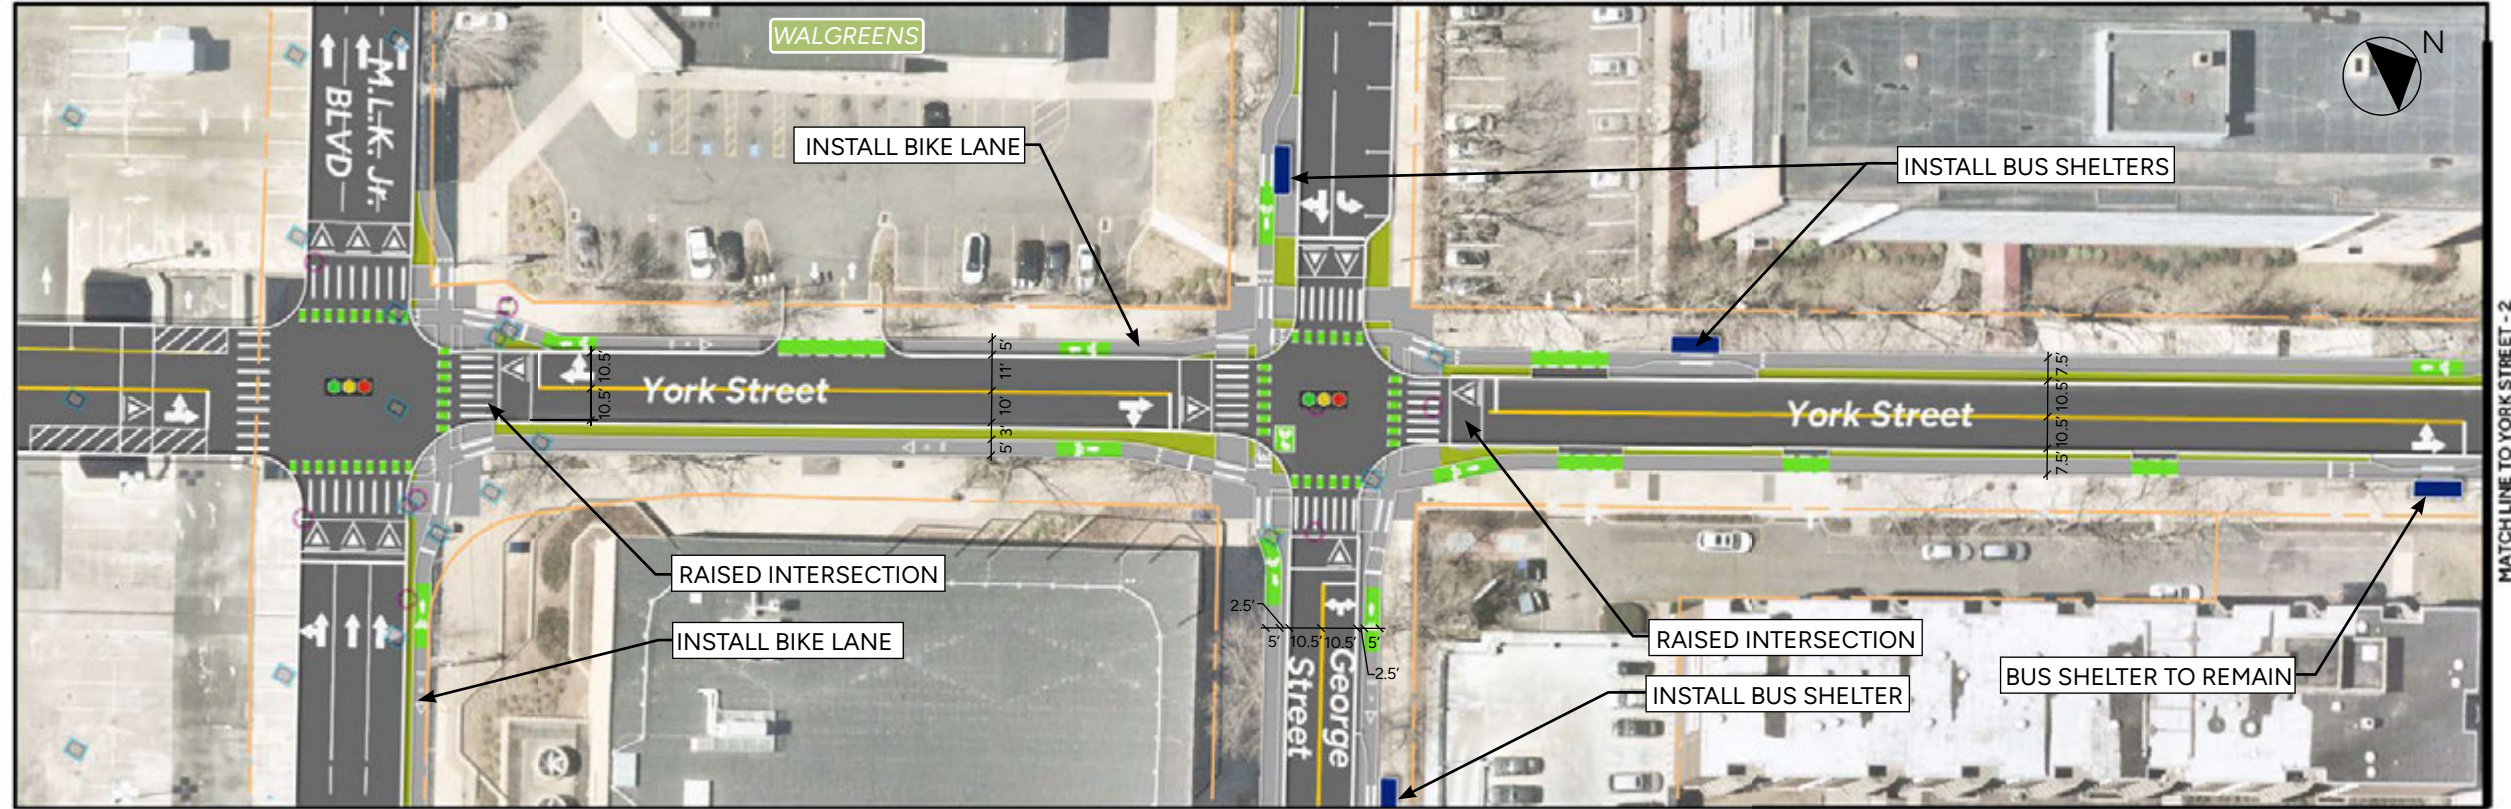 WALGREENS
N
M.L.K. Jr.
BLVD
INSTALL BIKE LANE
INSTALL BUS SHELTERS
10.5'
10.5'
York Street
5'
11'
10'
3'
5'
York Street
7.5'
10.5'
10.5'
7.5'
MATCH LINE TO YORK STREET - 2
RAISED INTERSECTION
INSTALL BIKE LANE
2.5'
5' 10.5' 10.5' 5'
2.5'
George
Street
RAISED INTERSECTION
BUS SHELTER TO REMAIN
INSTALL BUS SHELTER